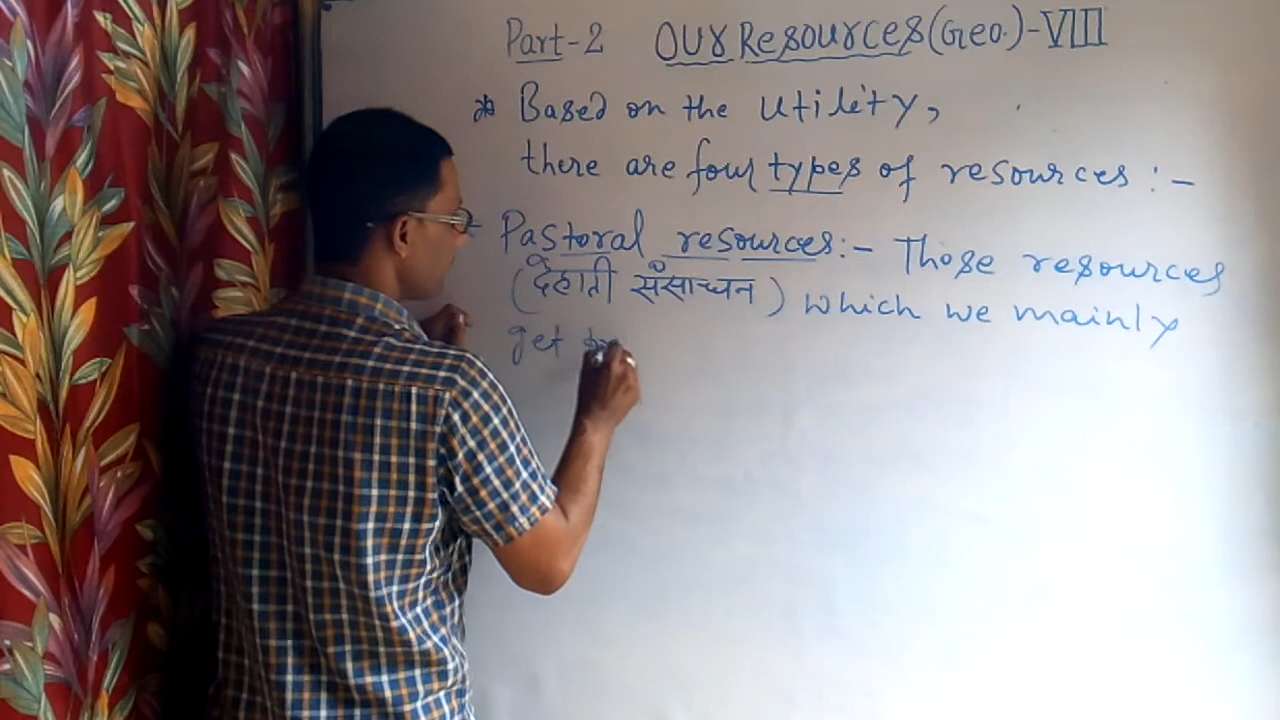 Part-2 Our Resources (Geo.)-VIII
* Based on the utility,
there are four types of resources :-
Pastoral resources :- Those resources
(देहाती संसाधन) which we mainly
get